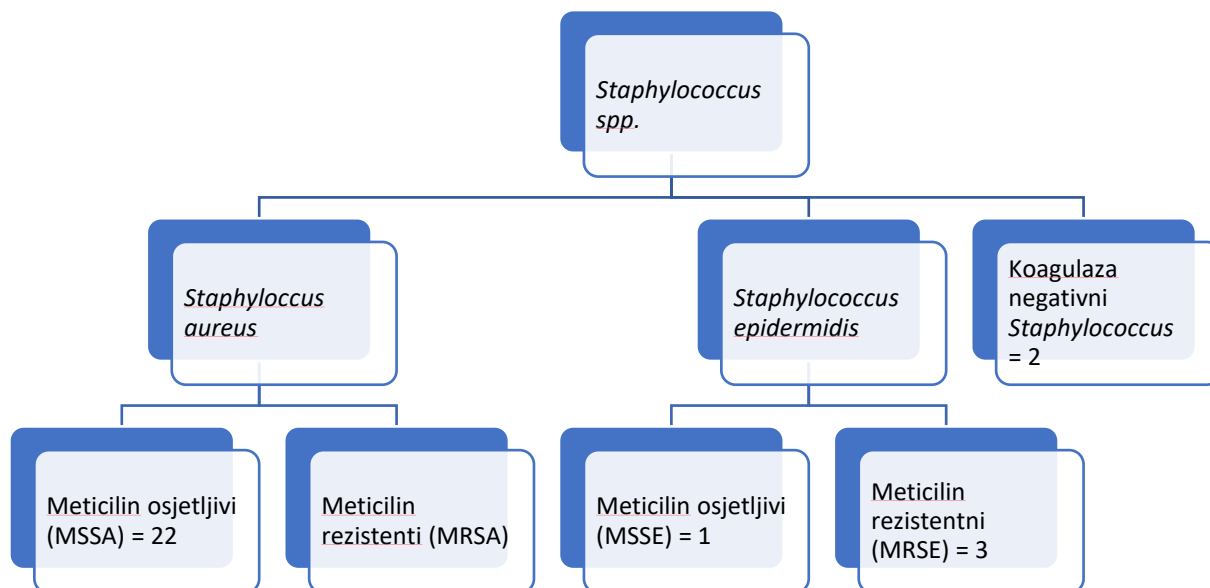 Staphylococcus
spp.
Staphyloccus
aureus
Staphylococcus
epidermidis
Koagulaza
negativni
Staphylococcus
= 2
Meticilin osjetljivi
(MSSA) = 22
Meticilin
rezistenti (MRSA)
Meticilin osjetljivi
(MSSE) = 1
Meticilin
rezistentni
(MRSE) = 3